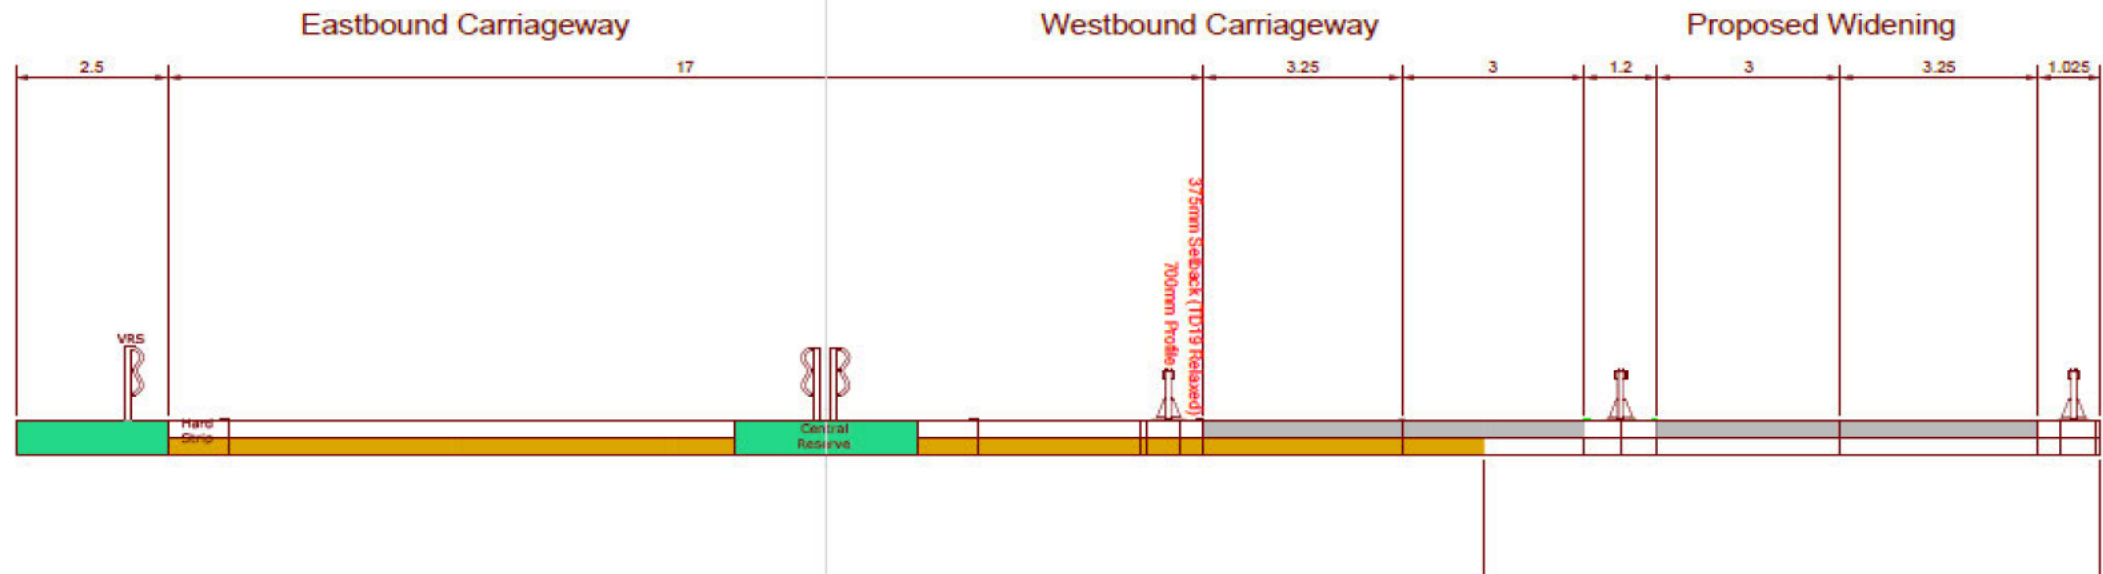 Eastbound Carriageway
Westbound Carriageway
Proposed Widening
2.5
17
3.25
3
1.2
3
3.25
1.025
375mm Setback (TD19 Relaxed)
700mm Profile
VRS
Hard
Strip
Central
Reserve